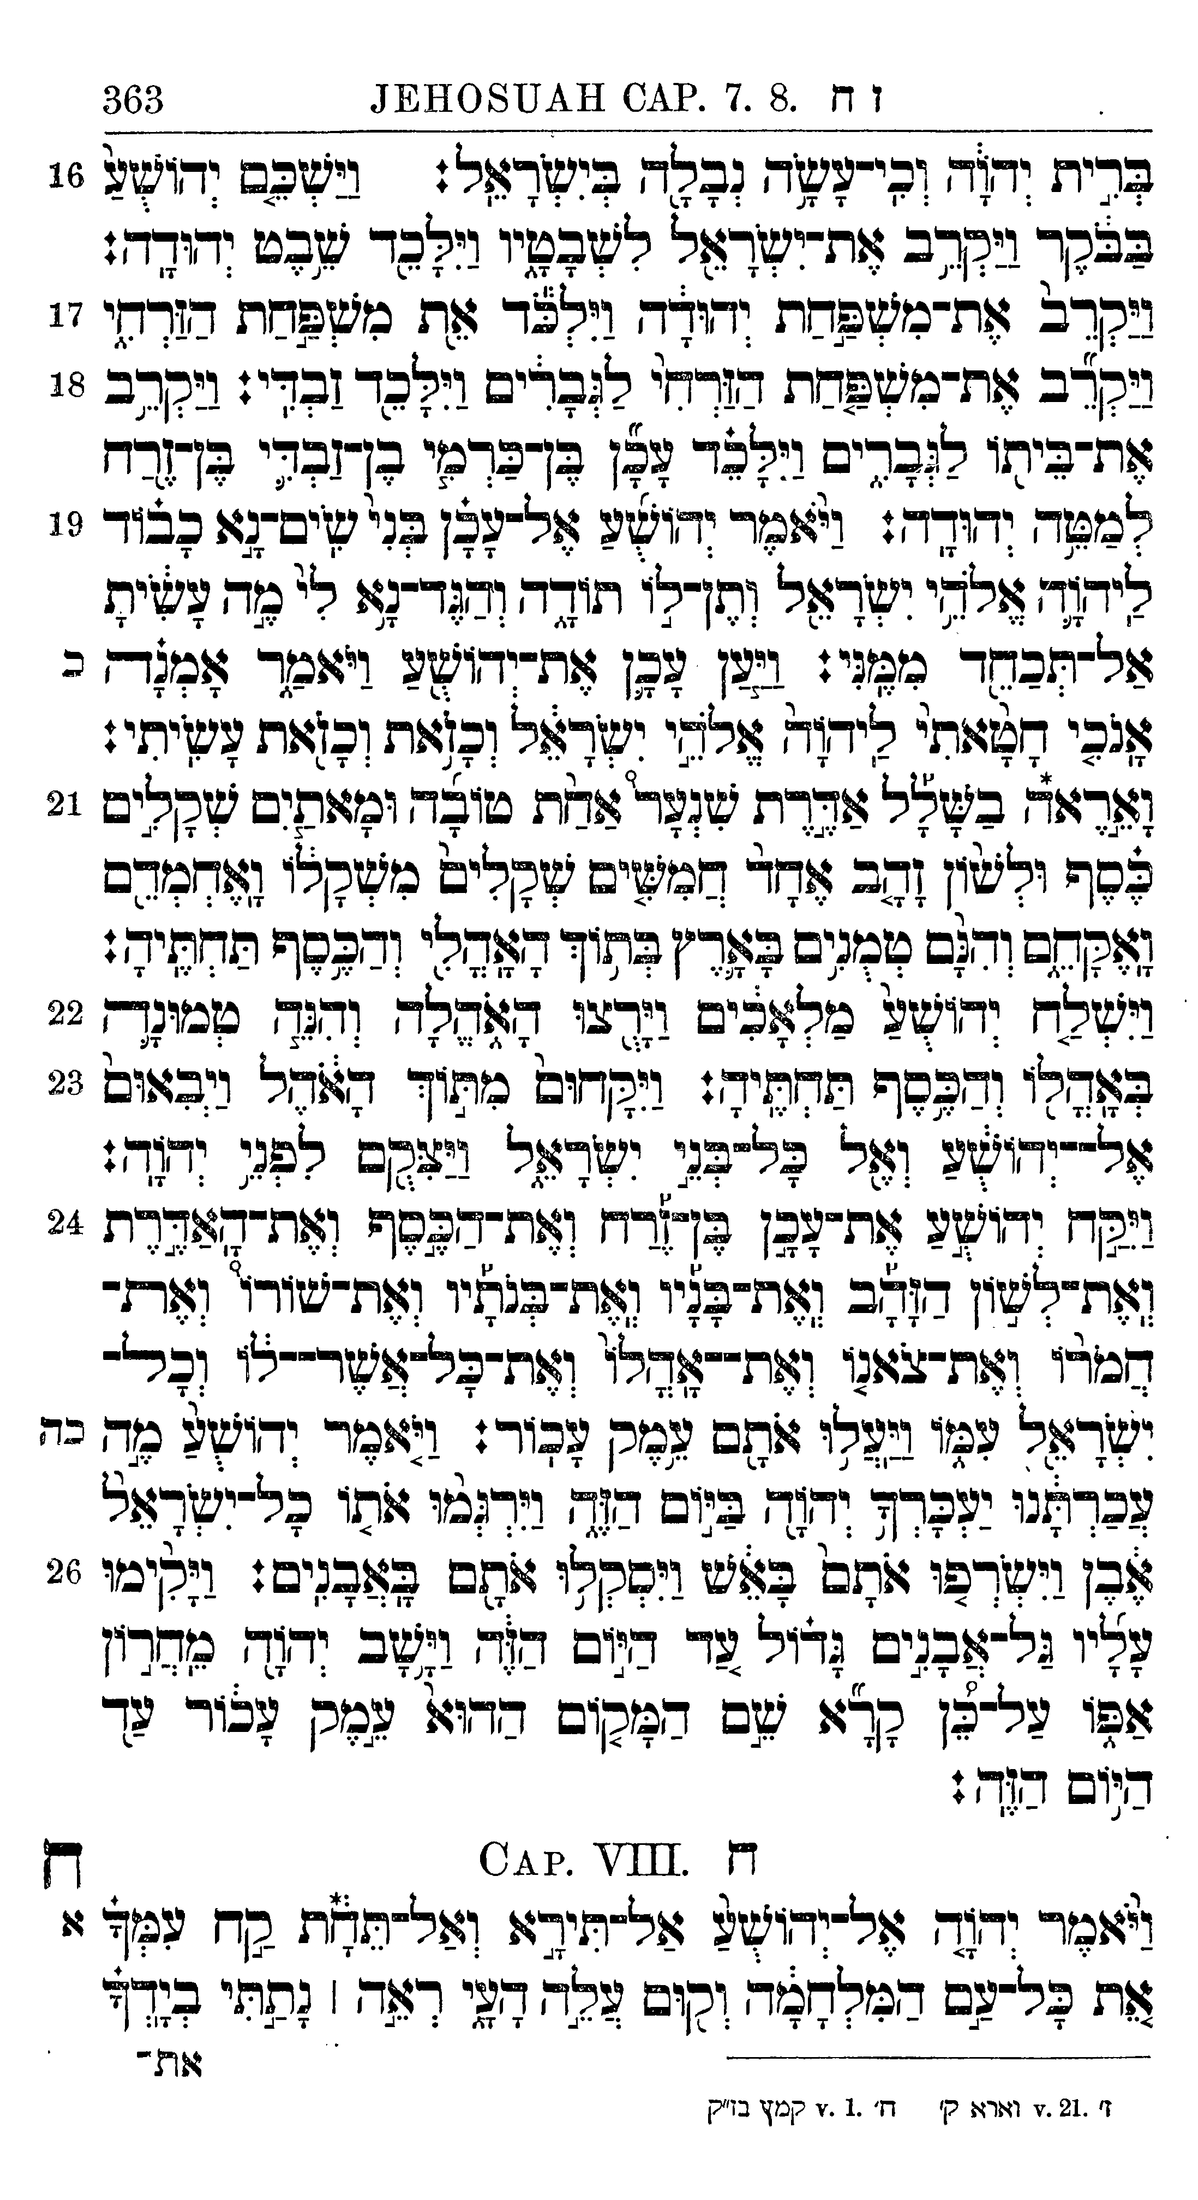 363 JEHOSUAH CAP. 7. 8. ז ח
בְּרִ֣ית יְהוָ֔ה וְכִֽי־עָשָׂ֥ה נְבָלָ֖ה בְּיִשְׂרָאֵֽל׃ וַיַּשְׁכֵּ֤ם יְהוֹשֻׁ֙עַ֙ 16
בַּבֹּ֔קֶר וַיַּקְרֵ֥ב אֶת־יִשְׂרָאֵ֖ל לִשְׁבָטָ֑יו וַיִּלָּכֵ֖ד שֵׁ֥בֶט יְהוּדָֽה׃
וַיַּקְרֵב֙ אֶת־מִשְׁפַּ֣חַת יְהוּדָ֔ה וַיִּלְכֹּ֕ד אֵ֖ת מִשְׁפַּ֣חַת הַזַּרְחִ֑י 17
וַיַּקְרֵ֞ב אֶת־מִשְׁפַּ֤חַת הַזַּרְחִי֙ לַגְּבָרִ֔ים וַיִּלָּכֵ֖ד זַבְדִּֽי׃ וַיַּקְרֵ֥ב 18
אֶת־בֵּית֖וֹ לַגְּבָרִ֑ים וַיִּלָּכֵ֗ד עָכָ֞ן בֶּן־כַּרְמִ֧י בֶן־זַבְדִּ֛י בֶּן־זֶ֖רַח
לְמַטֵּ֥ה יְהוּדָֽה׃ וַיֹּ֨אמֶר יְהוֹשֻׁ֜עַ אֶל־עָכָ֗ן בְּנִי֙ שִֽׂים־נָ֣א כָב֗וֹד 19
לַֽיהוָ֛ה אֱלֹהֵ֥י יִשְׂרָאֵ֖ל וְתֶן־ל֣וֹ תוֹדָ֑ה וְהַגֶּד־נָ֥א לִי֙ מֶ֣ה עָשִׂ֔יתָ
אַל־תְּכַחֵ֖ד מִמֶּֽנִּי׃ וַיַּ֧עַן עָכָ֛ן אֶת־יְהוֹשֻׁ֖עַ וַיֹּאמַ֑ר אָמְנָ֗ה כ
אָֽנֹכִ֤י חָטָ֙אתִי֙ לַֽיהוָה֙ אֱלֹהֵ֣י יִשְׂרָאֵ֔ל וְכָזֹ֥את וְכָזֹ֖את עָשִֽׂיתִי׃
וָאֵ֣רֶאה* בַשָּׁלָ֡ל אַדֶּ֣רֶת שִׁנְעָר֩ אַחַ֨ת טוֹבָ֜ה וּמָאתַ֧יִם שְׁקָלִ֣ים 21
כֶּ֗סֶף וּלְשׁ֨וֹן זָהָ֤ב אֶחָד֙ חֲמִשִּׁ֤ים שְׁקָלִים֙ מִשְׁקָל֔וֹ וָֽאֶחְמְדֵ֖ם
וָֽאֶקָּחֵ֑ם וְהִנָּ֨ם טְמֻנִ֥ים בָּאָ֛רֶץ בְּת֥וֹךְ הָאָֽהֳלִ֖י וְהַכֶּ֥סֶף תַּחְתֶּֽיהָ׃
וַיִּשְׁלַ֤ח יְהוֹשֻׁ֙עַ֙ מַלְאָכִ֔ים וַיָּרֻ֖צוּ הָאֹ֑הֱלָה וְהִנֵּ֧ה טְמוּנָ֛ה 22
בְּאָֽהֳל֖וֹ וְהַכֶּ֥סֶף תַּחְתֶּֽיהָ׃ וַיִּקָּחוּם֙ מִתּ֣וֹךְ הָאֹ֔הֶל וַיְבִאוּם֙ 23
אֶל־יְהוֹשֻׁ֔עַ וְאֶ֖ל כָּל־בְּנֵ֣י יִשְׂרָאֵ֑ל וַיַּצִּקֻ֖ם לִפְנֵ֥י יְהוָֽה׃
וַיִּקַּ֣ח יְהוֹשֻׁ֣עַ אֶת־עָכָ֣ן בֶּן־זֶ֡רַח וְאֶת־הַכֶּ֣סֶף וְאֶת־הָֽאַדֶּ֣רֶת 24
וְֽאֶת־לְשׁ֣וֹן הַזָּהָ֡ב וְֽאֶת־בָּנָ֡יו וְֽאֶת־בְּנֹתָ֡יו וְאֶת־שׁוֹרוֹ֩ וְאֶת־
חֲמֹר֨וֹ וְאֶת־צֹאנ֤וֹ וְאֶת־אָֽהֳלוֹ֙ וְאֶת־כָּל־אֲשֶׁר־ל֔וֹ וְכָל־
יִשְׂרָאֵ֖ל עִמּ֑וֹ וַיַּֽעֲל֥וּ אֹתָ֖ם עֵ֥מֶק עָכֽוֹר׃ וַיֹּ֤אמֶר יְהוֹשֻׁ֙עַ֙ מֶ֣ה כה
עֲכַרְתָּ֔נוּ יַעְכָּרְךָ֥ יְהוָ֖ה בַּיּ֣וֹם הַזֶּ֑ה וַיִּרְגְּמ֨וּ אֹת֤וֹ כָל־יִשְׂרָאֵל֙
אֶ֔בֶן וַיִּשְׂרְפ֤וּ אֹתָם֙ בָּאֵ֔שׁ וַיִּסְקְל֥וּ אֹתָ֖ם בָּֽאֲבָנִֽים׃ וַיָּקִ֨ימוּ 26
עָלָ֜יו גַּל־אֲבָנִ֣ים גָּד֗וֹל עַ֚ד הַיּ֣וֹם הַזֶּ֔ה וַיָּ֥שָׁב יְהוָ֖ה מֵֽחֲר֣וֹן
אַפּ֑וֹ עַל־כֵּ֠ן קָרָ֞א שֵׁ֣ם הַמָּק֤וֹם הַהוּא֙ עֵ֣מֶק עָכ֔וֹר עַ֖ד
הַיּ֥וֹם הַזֶּֽה׃
ח CAP. VIII. ח
וַיֹּ֨אמֶר יְהוָ֤ה אֶל־יְהוֹשֻׁ֙עַ֙ אַל־תִּירָ֣א וְאַל־תֵּחָ֔ת* קַ֣ח עִמְּךָ֗ א
אֵ֚ת כָּל־עַ֣ם הַמִּלְחָמָ֔ה וְק֖וּם עֲלֵ֣ה הָעָ֑י רְאֵ֣ה ׀ נָתַ֣תִּי בְיָדְךָ֗
אֶת־
ז׳ v. 21. וארא ק׳ ח׳ v. 1. קמץ בז״ק